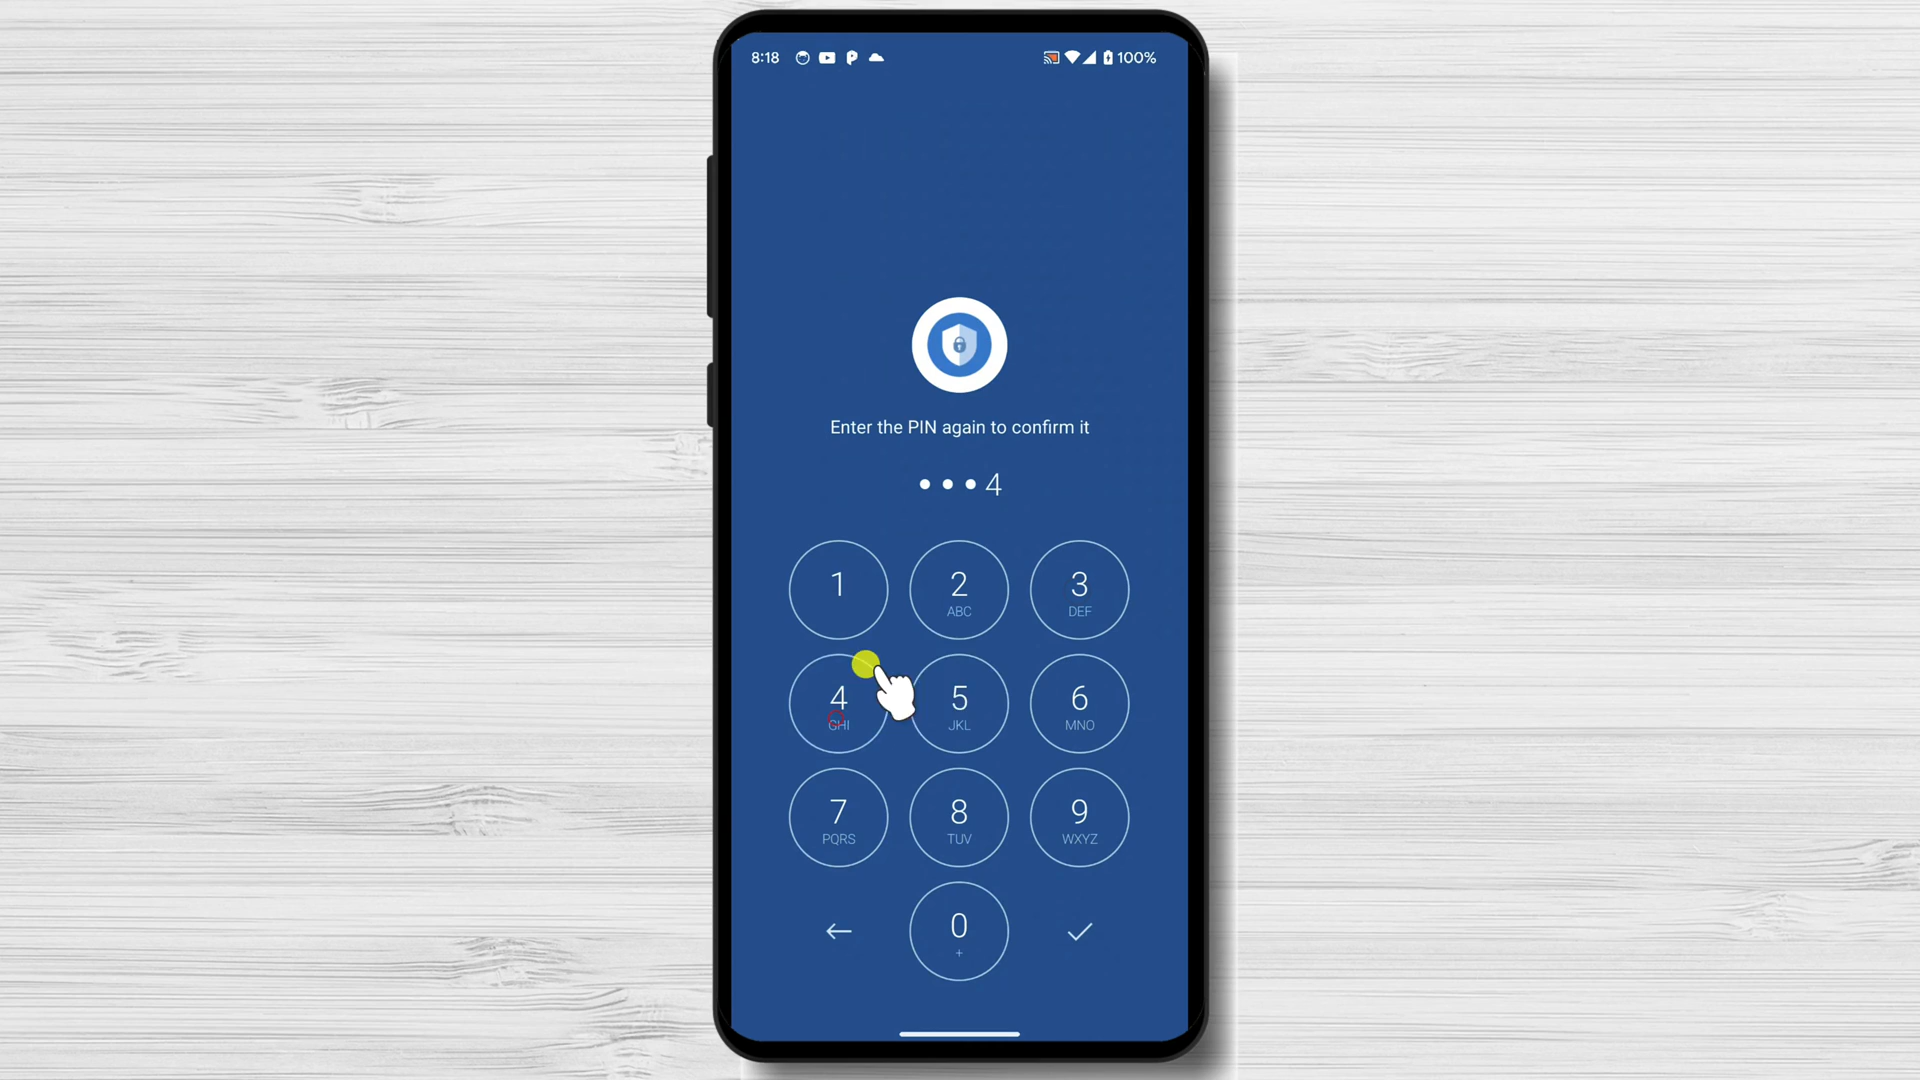 8:18 100%
Enter the PIN again to confirm it
•••4
1 2 3
ABC DEF
4 5 6
GHI JKL MNO
7 8 9
PQRS TUV WXYZ
0
+